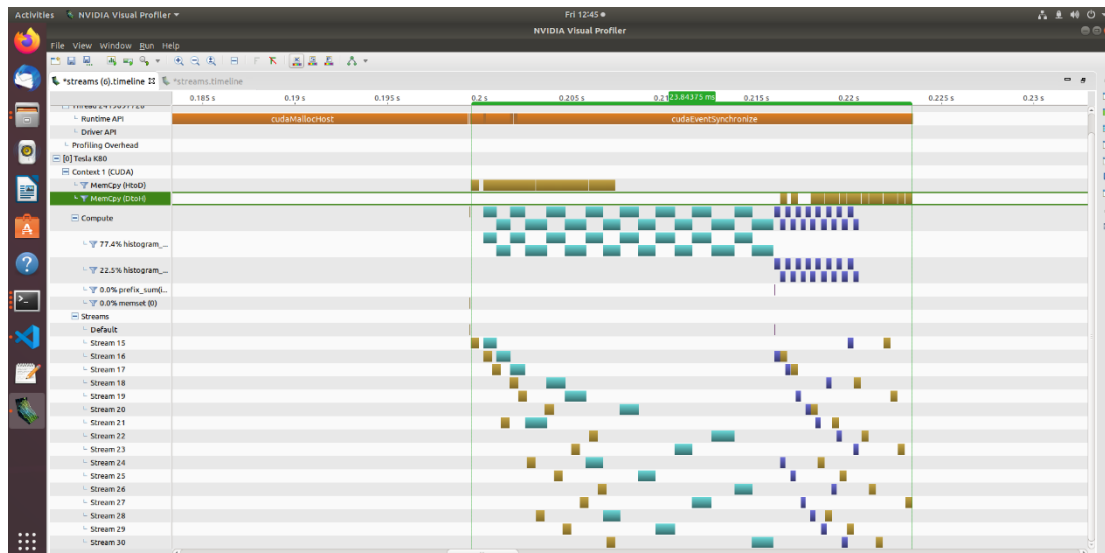 Activities NVIDIA Visual Profiler Fri 12:45
NVIDIA Visual Profiler
File View Window Run Help
*streams (6).timeline *streams.timeline
0.185 s 0.19 s 0.195 s 0.2 s 0.205 s 0.21 23.84375 ms 0.215 s 0.22 s 0.225 s 0.23 s
Runtime API cudaMallocHost cudaEventSynchronize
Driver API
Profiling Overhead
[0] Tesla K80
Context 1 (CUDA)
MemCpy (HtoD)
MemCpy (DtoH)
Compute
77.4% histogram_...
22.5% histogram_...
0.0% prefix_sum(i...
0.0% memset (0)
Streams
Default
Stream 15
Stream 16
Stream 17
Stream 18
Stream 19
Stream 20
Stream 21
Stream 22
Stream 23
Stream 24
Stream 25
Stream 26
Stream 27
Stream 28
Stream 29
Stream 30